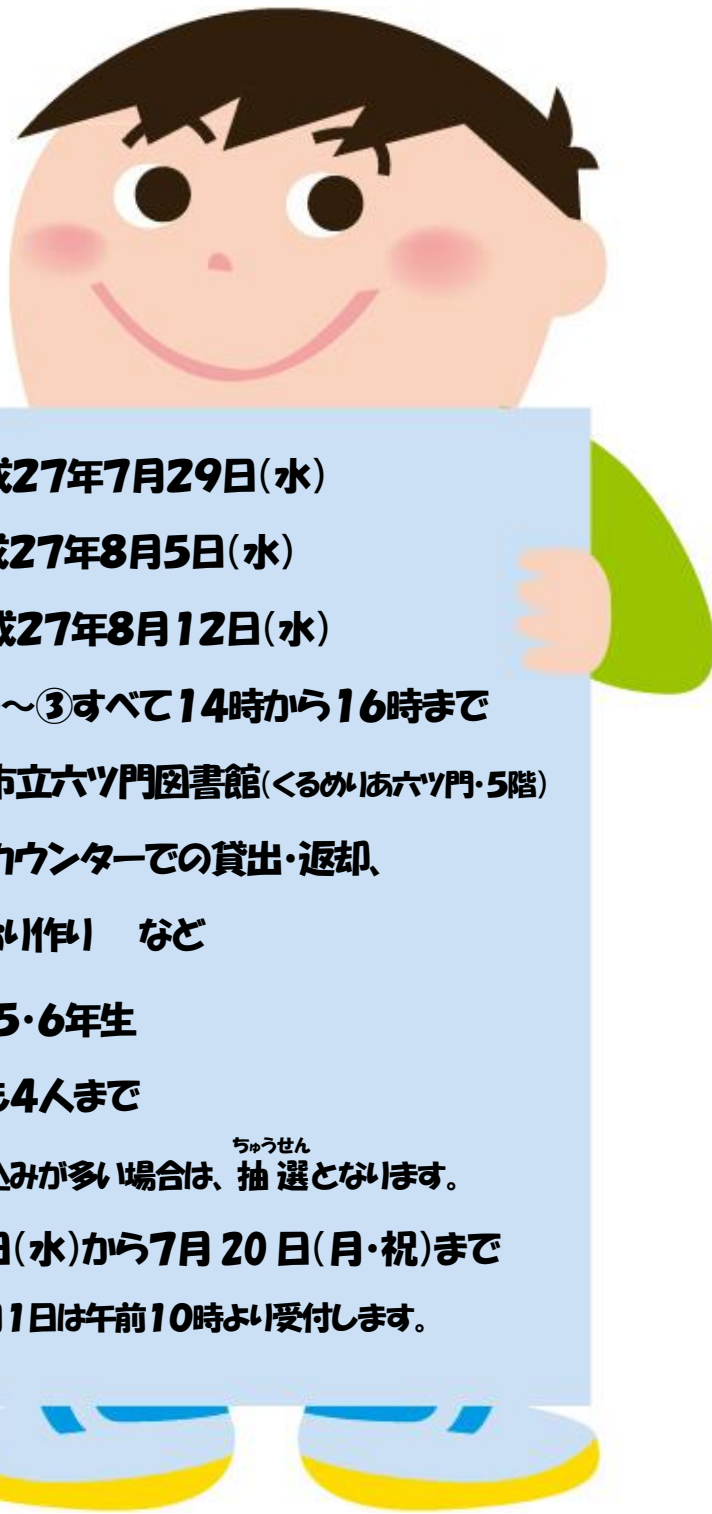 成27年7月29日(水)
成27年8月5日(水)
成27年8月12日(水)
～③すべて14時から16時まで
市立六ツ門図書館(くるめりあ六ツ門・5階)
カウンターでの貸出・返却、
おり作り　など
5・6年生
も4人まで
ちゅうせん
込みが多い場合は、抽選となります。
日(水)から7月20日(月・祝)まで
月1日は午前10時より受付します。